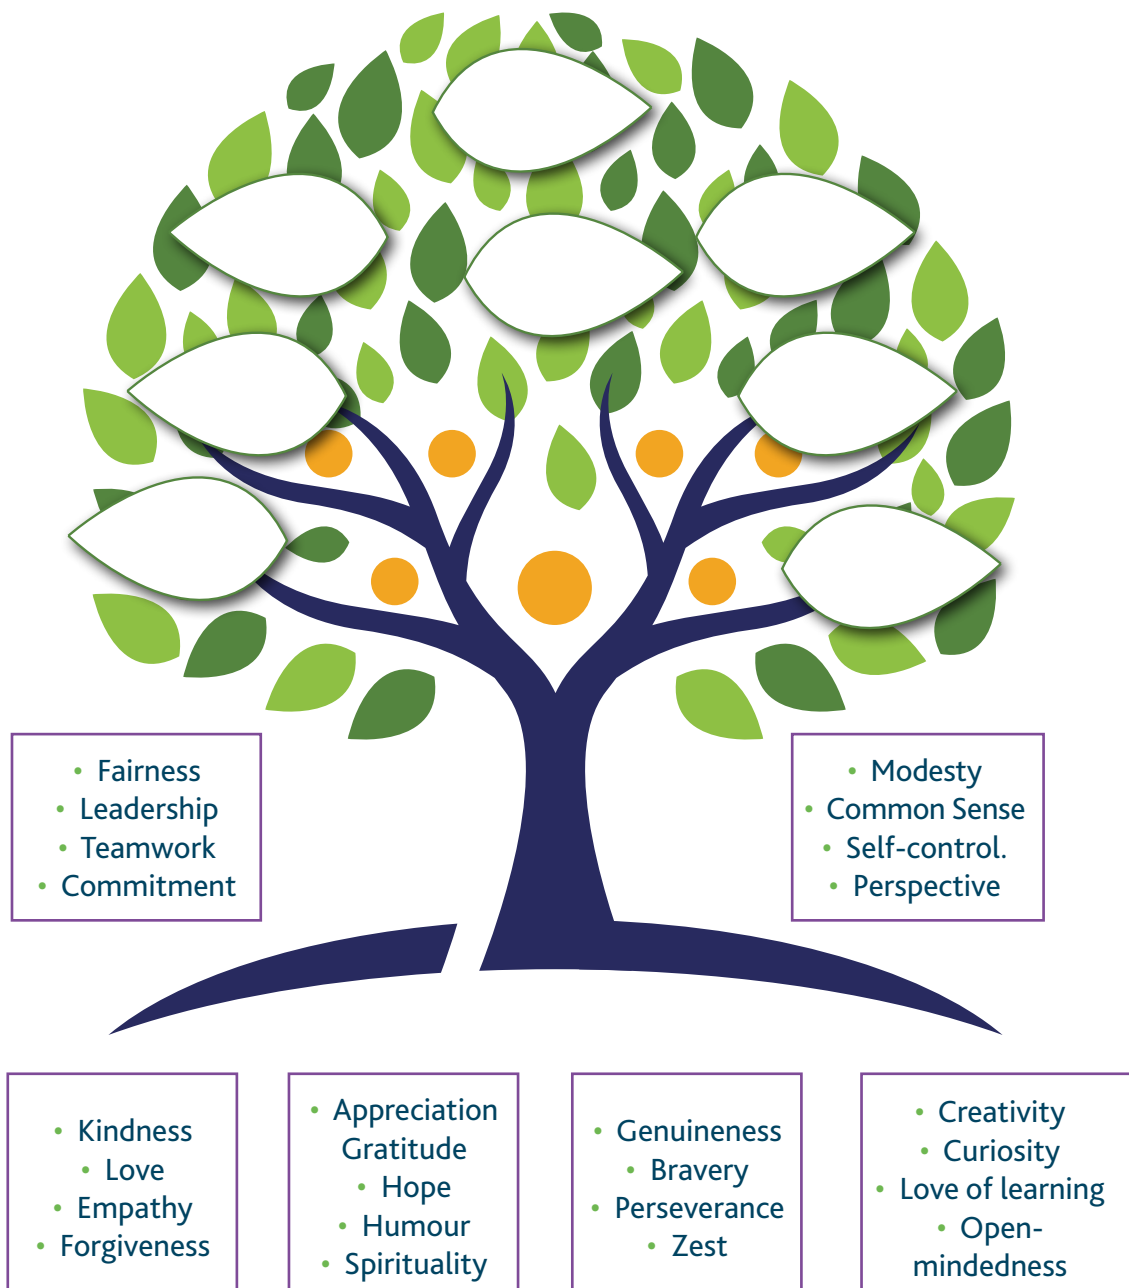 • Fairness
• Leadership
• Teamwork
• Commitment
• Modesty
• Common Sense
• Self-control.
• Perspective
• Kindness
• Love
• Empathy
• Forgiveness
• Appreciation
Gratitude
• Hope
• Humour
• Spirituality
• Genuineness
• Bravery
• Perseverance
• Zest
• Creativity
• Curiosity
• Love of learning
• Open-
mindedness